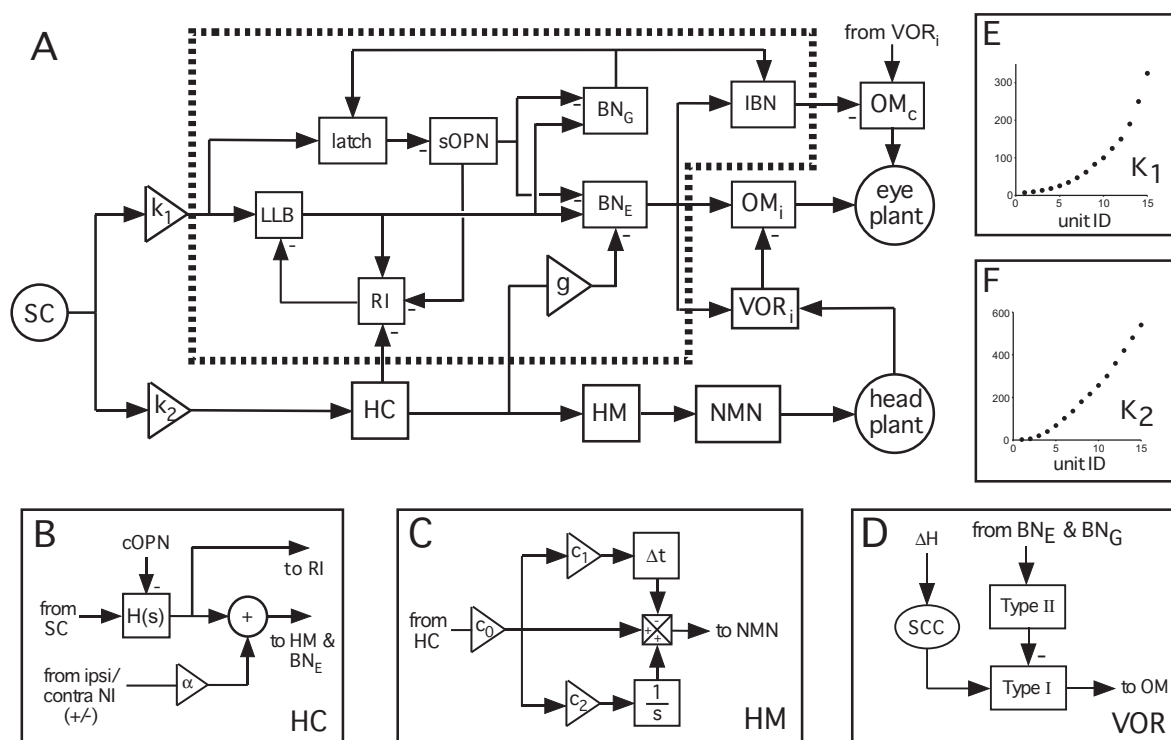 A
from VORi
latch
sOPN
BNG
IBN
OMc
-
-
-
-
k1
LLB
BNE
OMi
eye
plant
-
-
-
RI
g
VORi
SC
-
-
k2
HC
HM
NMN
head
plant
E
300
200
100
0
0 5 10 15
unit ID
K1
F
600
400
200
0
0 5 10 15
unit ID
K2
B
cOPN
-
to RI
from
SC
H(s)
+
to HM &
BNE
from ipsi/
contra NI
(+/-)
α
HC
C
c1
Δt
from
HC
c0
-
+ +
+
to NMN
c2
1
s
HM
D
ΔH
from BNE & BNG
Type II
SCC
-
Type I
to OM
VOR